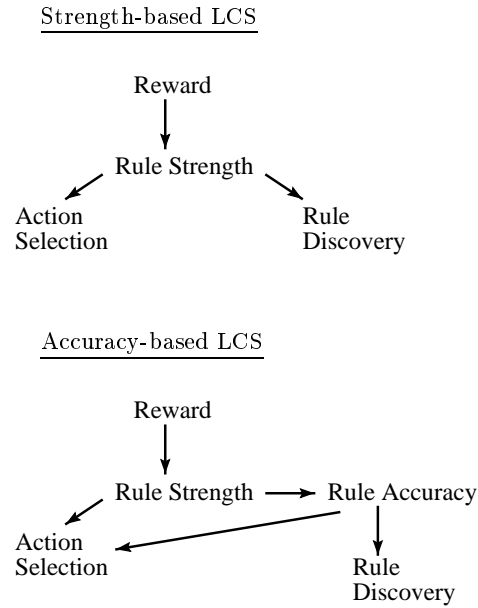 Strength-based LCS
Reward
Rule Strength
Action
Selection
Rule
Discovery
Accuracy-based LCS
Reward
Rule Strength
Rule Accuracy
Action
Selection
Rule
Discovery